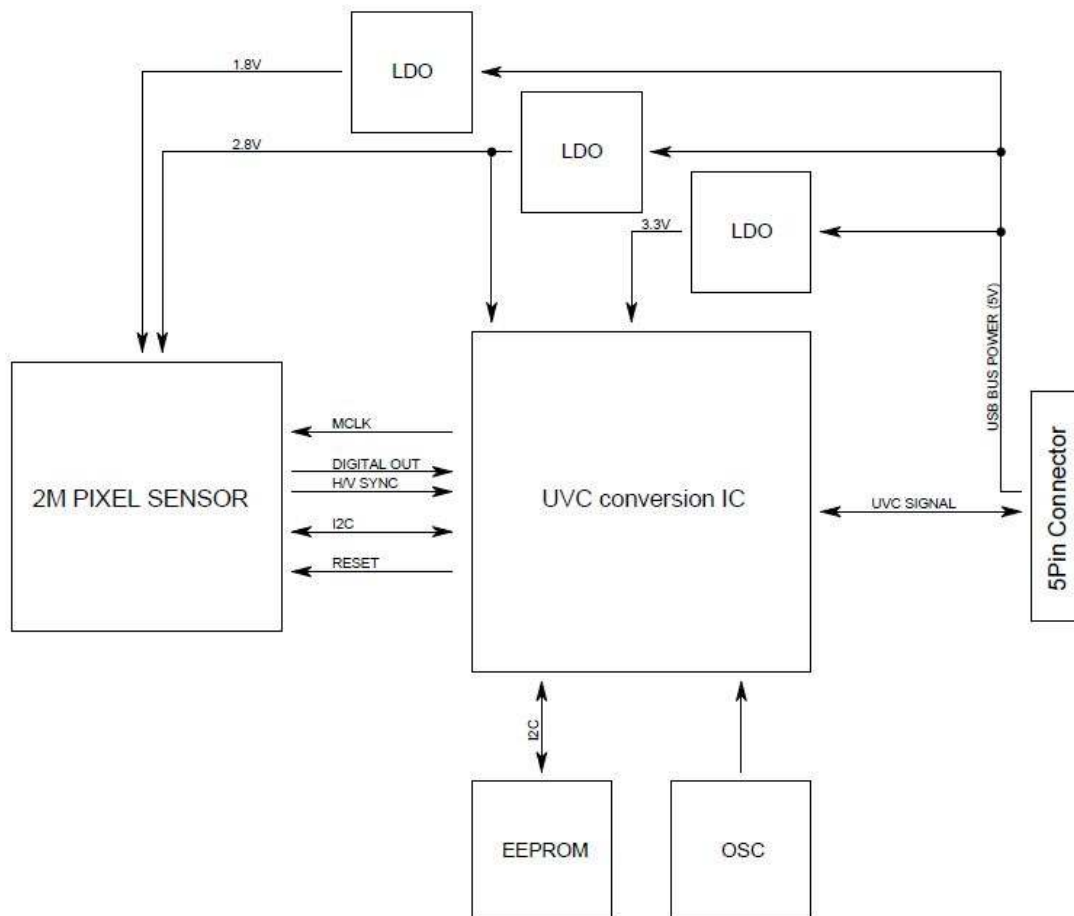 LDO
1.8V
LDO
2.8V
LDO
3.3V
USB BUS POWER (5V)
MCLK
DIGITAL OUT
H/V SYNC
2M PIXEL SENSOR
UVC conversion IC
UVC SIGNAL
5Pin Connector
I2C
RESET
I2C
EEPROM
OSC